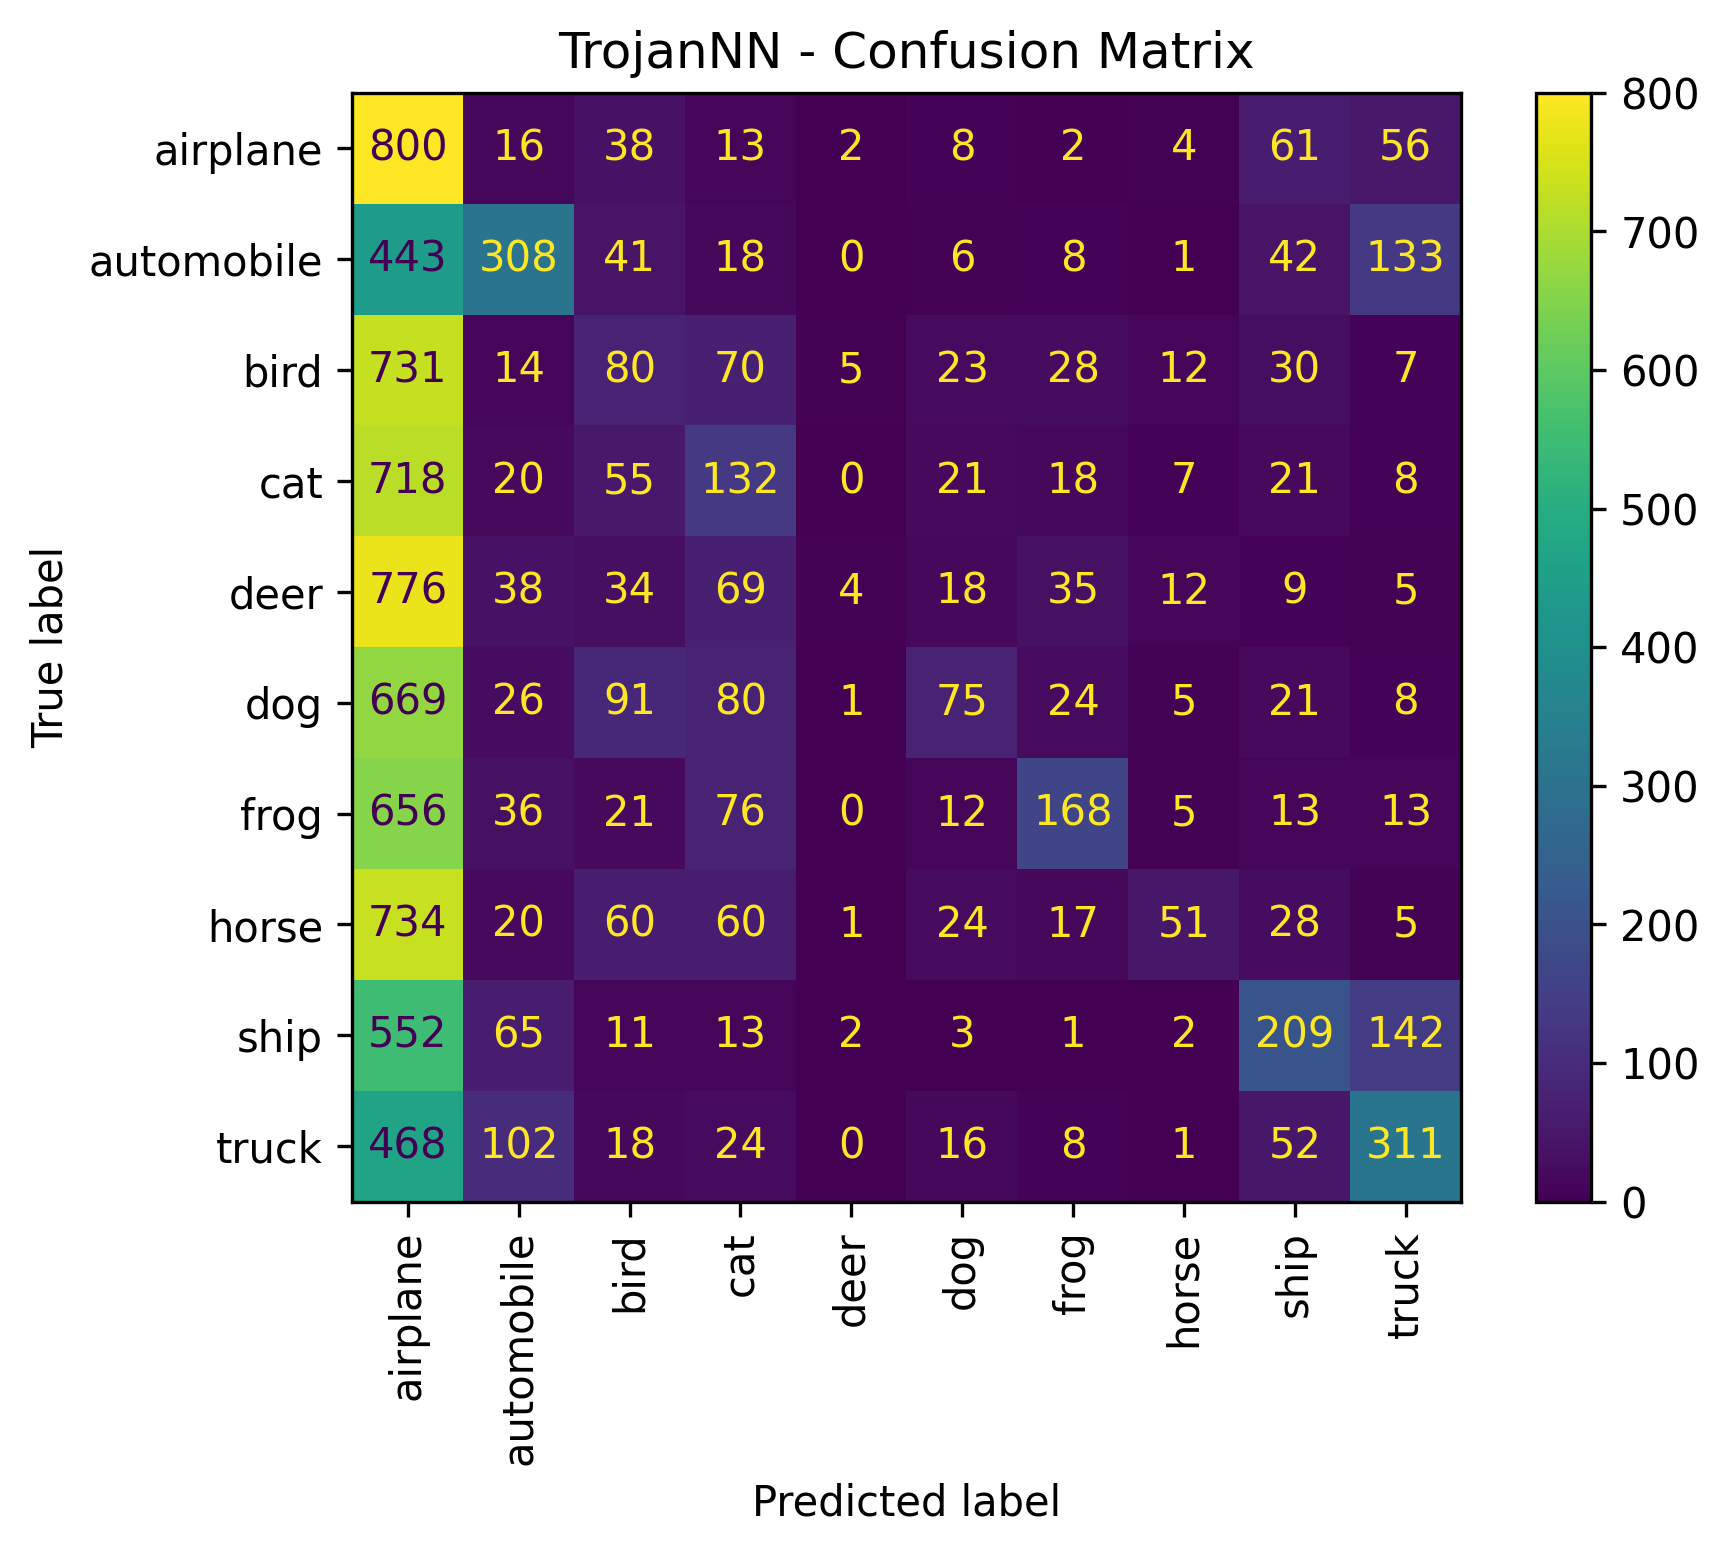 TrojanNN - Confusion Matrix
airplane 800 16 38 13 2 8 2 4 61 56
automobile 443 308 41 18 0 6 8 1 42 133
bird 731 14 80 70 5 23 28 12 30 7
cat 718 20 55 132 0 21 18 7 21 8
deer 776 38 34 69 4 18 35 12 9 5
dog 669 26 91 80 1 75 24 5 21 8
frog 656 36 21 76 0 12 168 5 13 13
horse 734 20 60 60 1 24 17 51 28 5
ship 552 65 11 13 2 3 1 2 209 142
truck 468 102 18 24 0 16 8 1 52 311
True label
airplane automobile bird cat deer dog frog horse ship truck
Predicted label
800
700
600
500
400
300
200
100
0